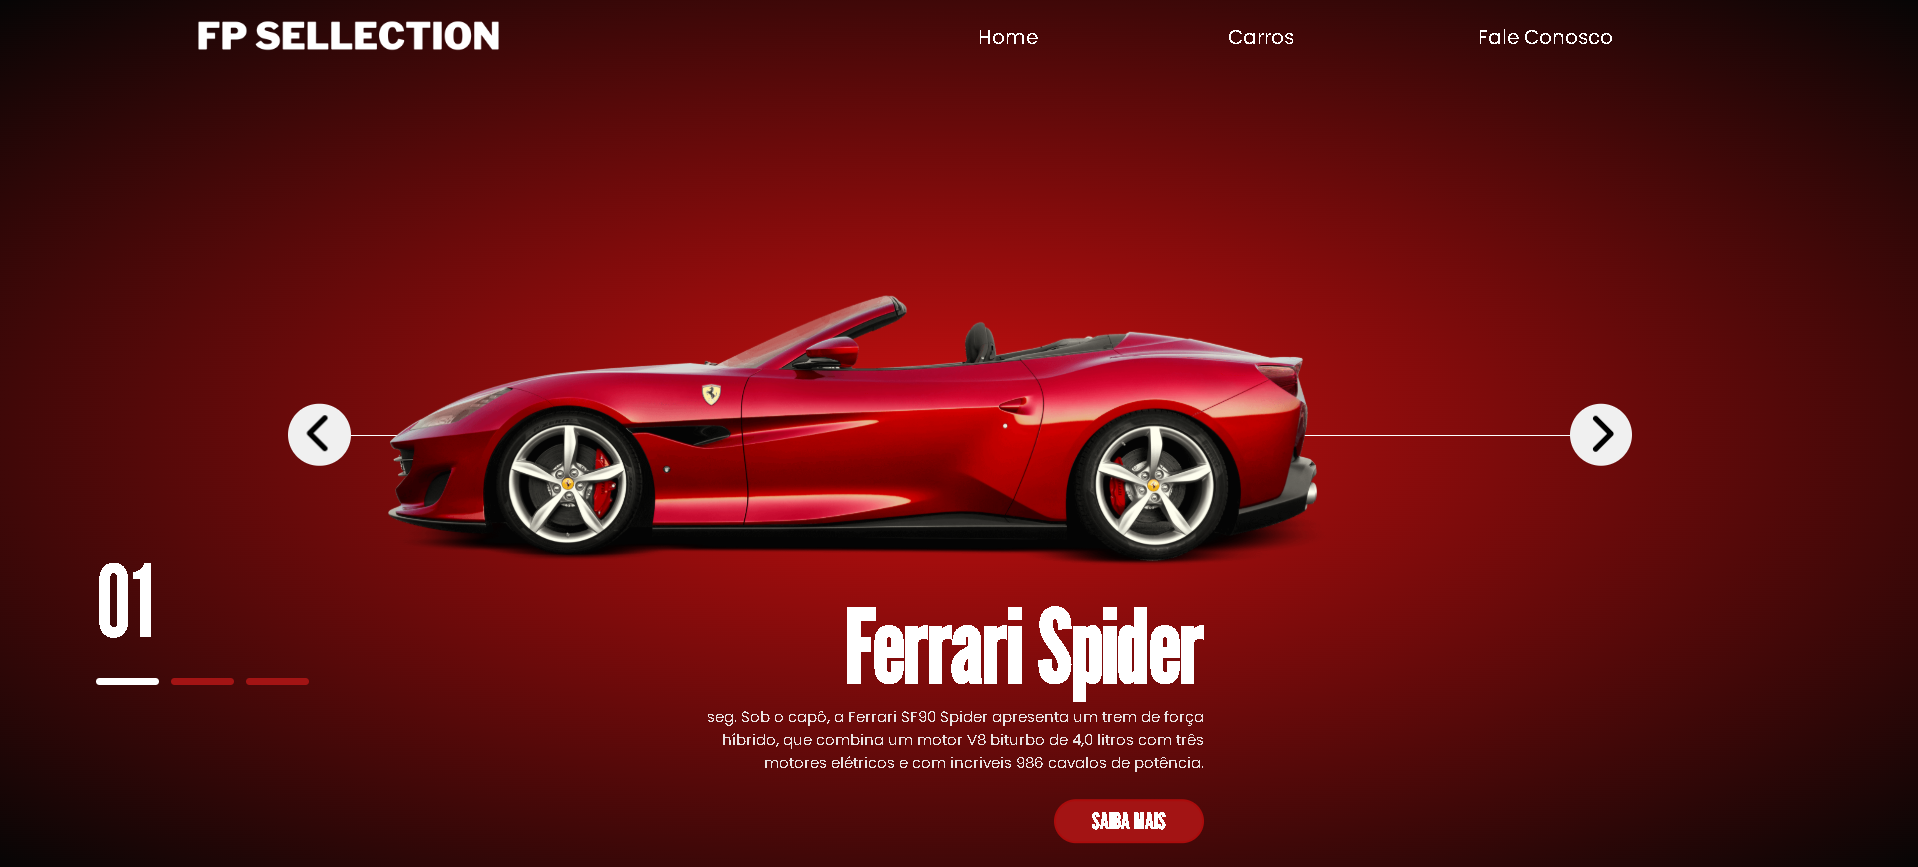 FP SELLECTION
Home
Carros
Fale Conosco
01
Ferrari Spider
seg. Sob o capô, a Ferrari SF90 Spider apresenta um trem de força
híbrido, que combina um motor V8 biturbo de 4,0 litros com três
motores elétricos e com incriveis 986 cavalos de potência.
SAIBA MAIS